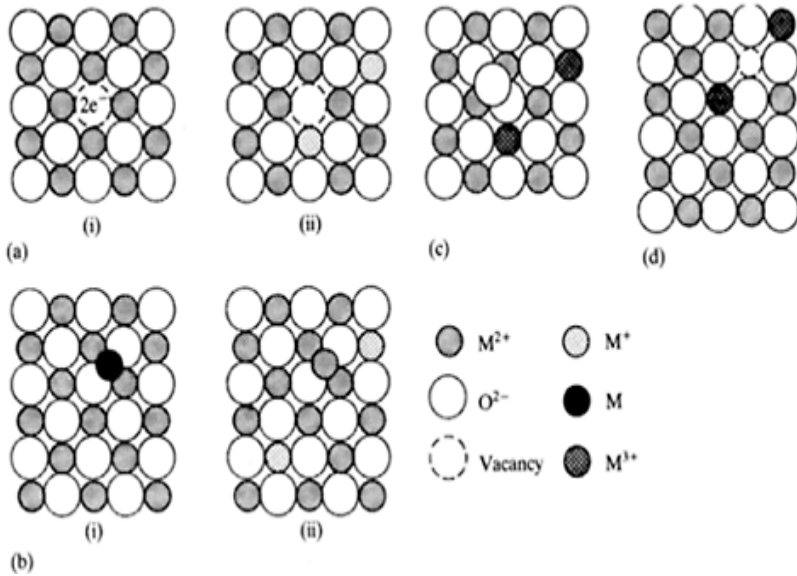 2e⁻
(i)
(ii)
(a)
(c)
(d)
M²⁺
M⁺
O²⁻
M
Vacancy
M³⁺
(i)
(ii)
(b)